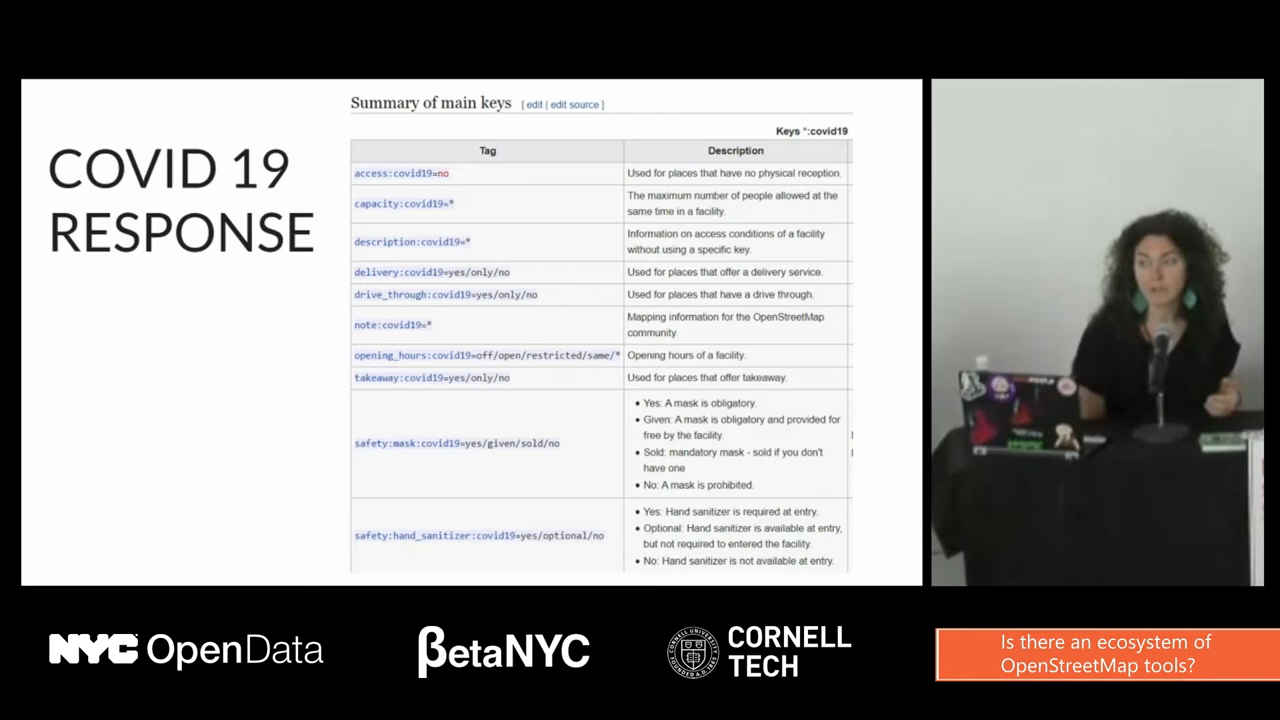 COVID 19
RESPONSE
Summary of main keys [ edit | edit source ]
Keys *:covid19
Tag Description
access:covid19=no Used for places that have no physical reception.
capacity:covid19=* The maximum number of people allowed at the
same time in a facility.
description:covid19=* Information on access conditions of a facility
without using a specific key.
delivery:covid19=yes/only/no Used for places that offer a delivery service.
drive_through:covid19=yes/only/no Used for places that have a drive through.
note:covid19=* Mapping information for the OpenStreetMap
community.
opening_hours:covid19=off/open/restricted/same/* Opening hours of a facility.
takeaway:covid19=yes/only/no Used for places that offer takeaway.
safety:mask:covid19=yes/given/sold/no
• Yes: A mask is obligatory.
• Given: A mask is obligatory and provided for
free by the facility.
• Sold: mandatory mask - sold if you don't
have one
• No: A mask is prohibited.
safety:hand_sanitizer:covid19=yes/optional/no
• Yes: Hand sanitizer is required at entry.
• Optional: Hand sanitizer is available at entry,
but not required to entered the facility.
• No: Hand sanitizer is not available at entry.
NYC OpenData
βetaNYC
CORNELL
TECH
Is there an ecosystem of
OpenStreetMap tools?